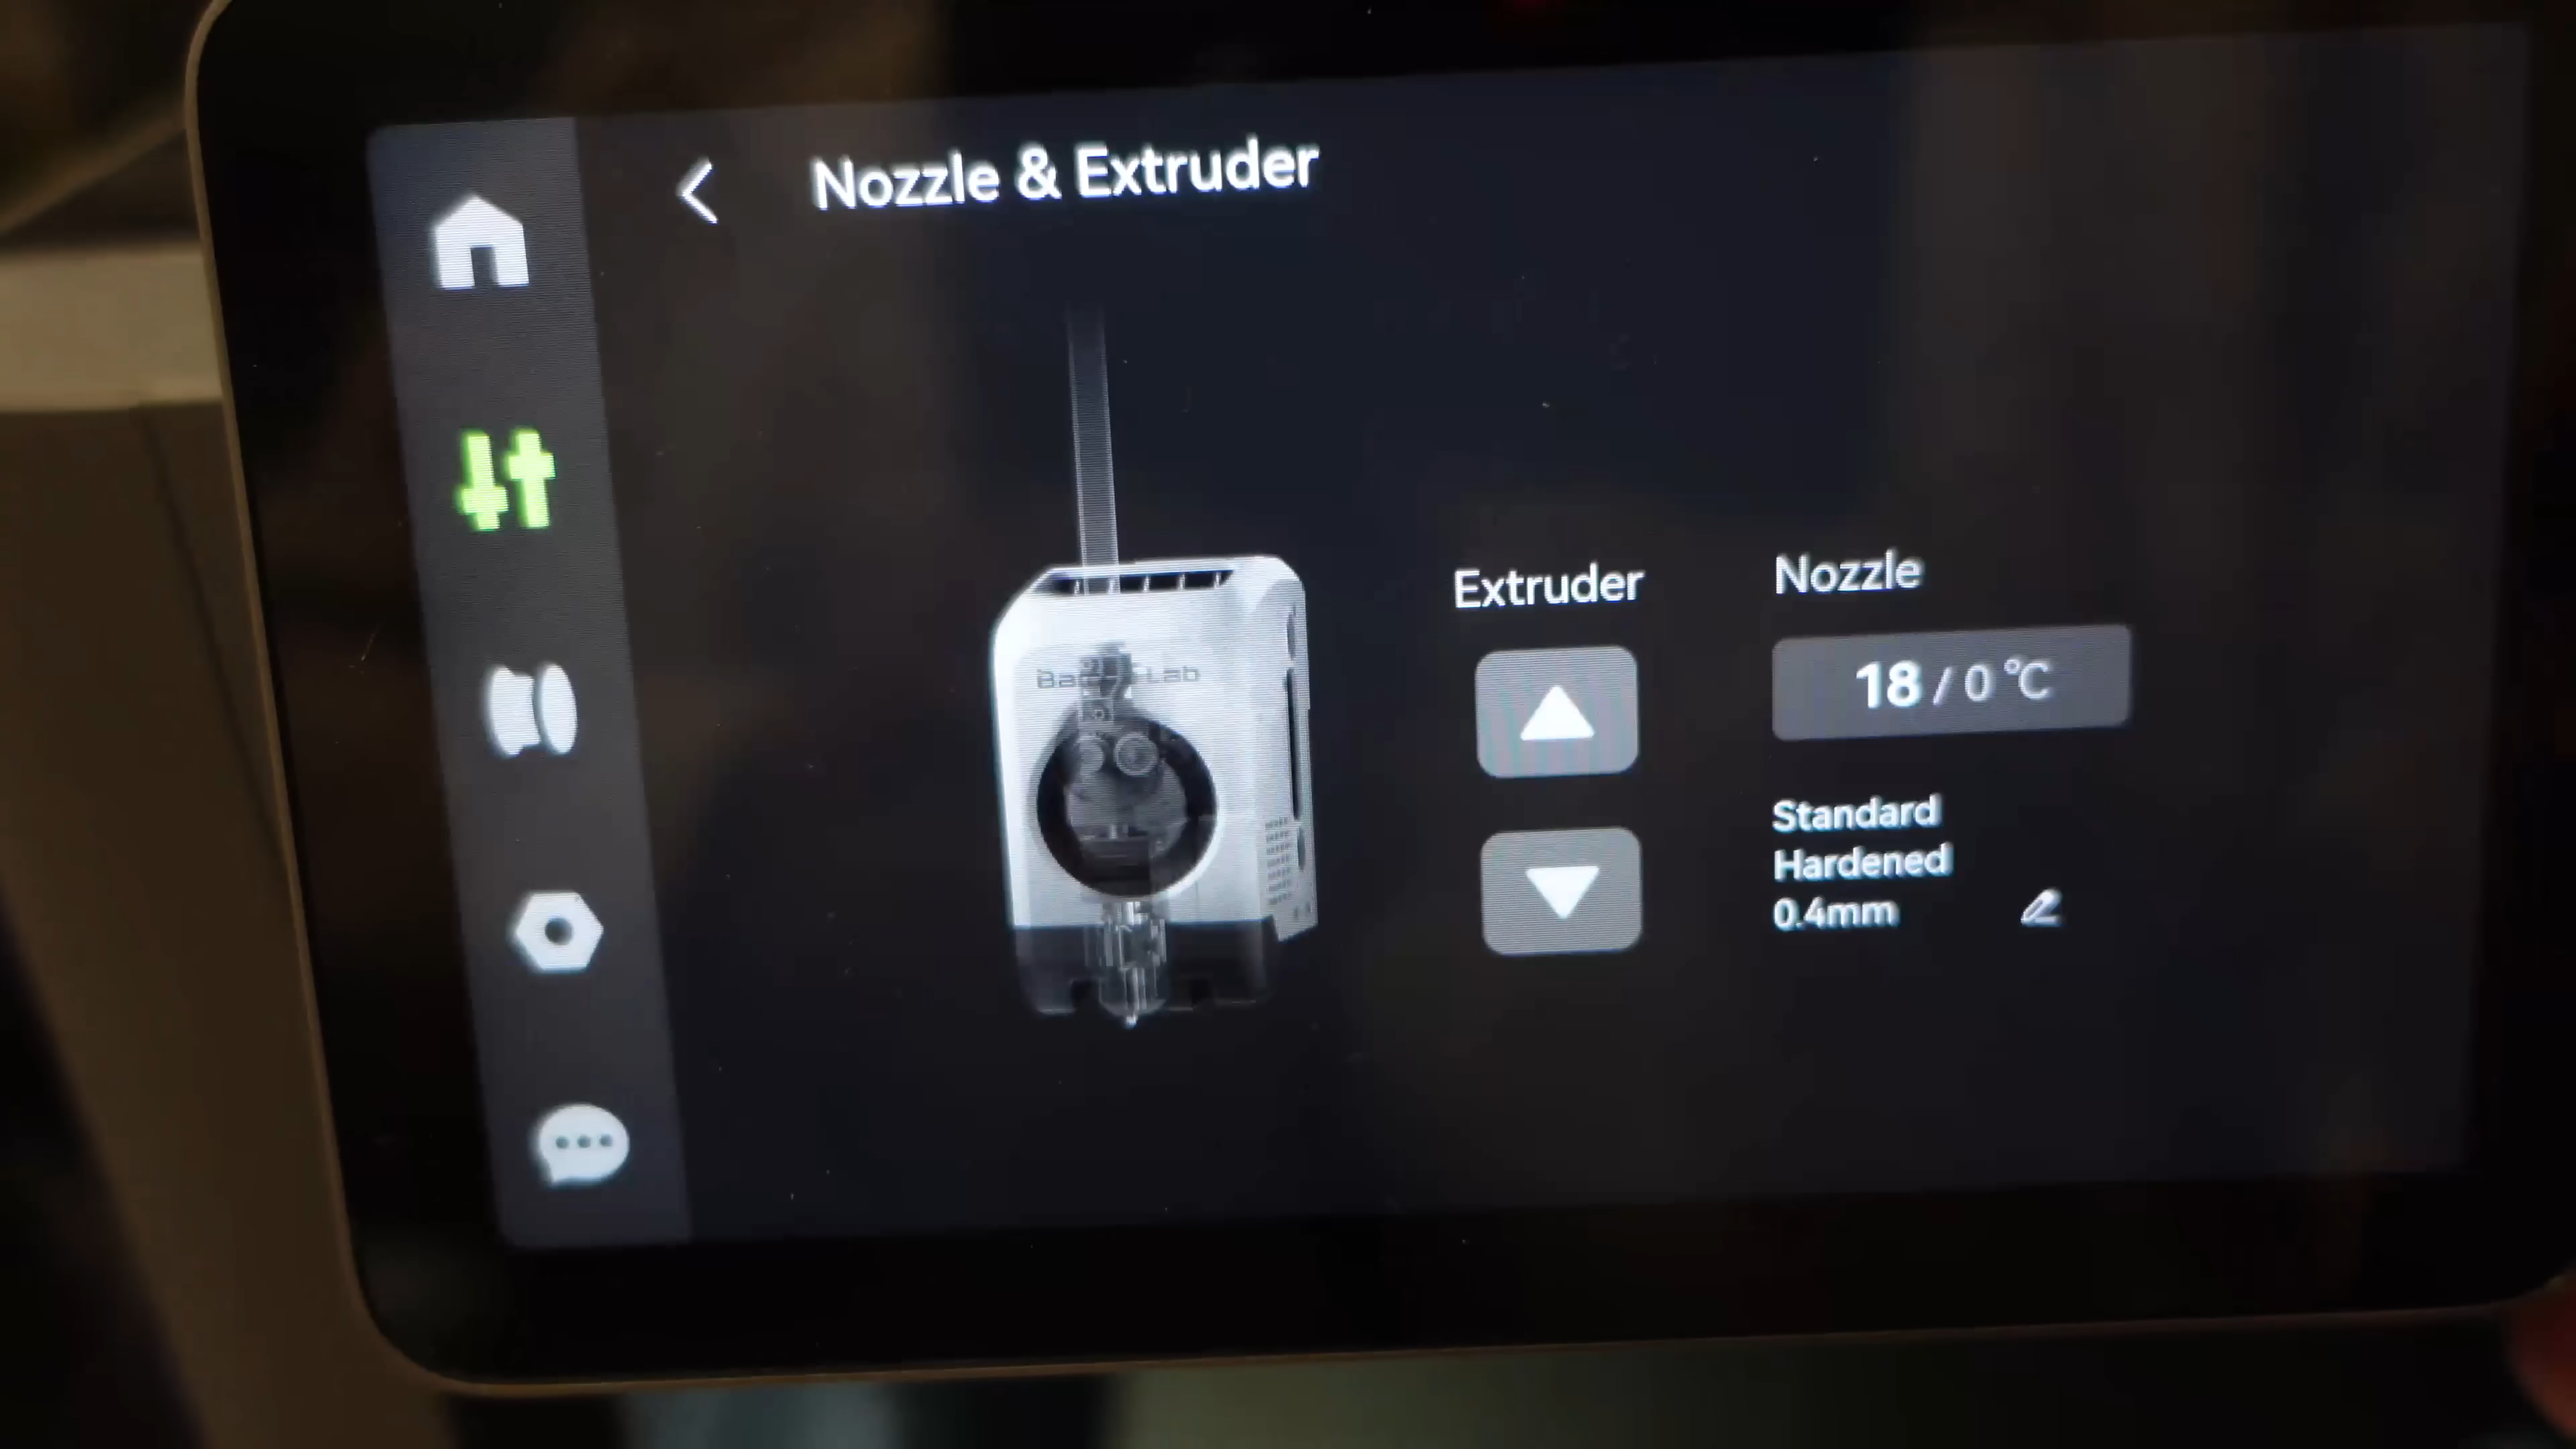 Nozzle & Extruder
Extruder
Nozzle
18 / 0 °C
Standard
Hardened
0.4mm